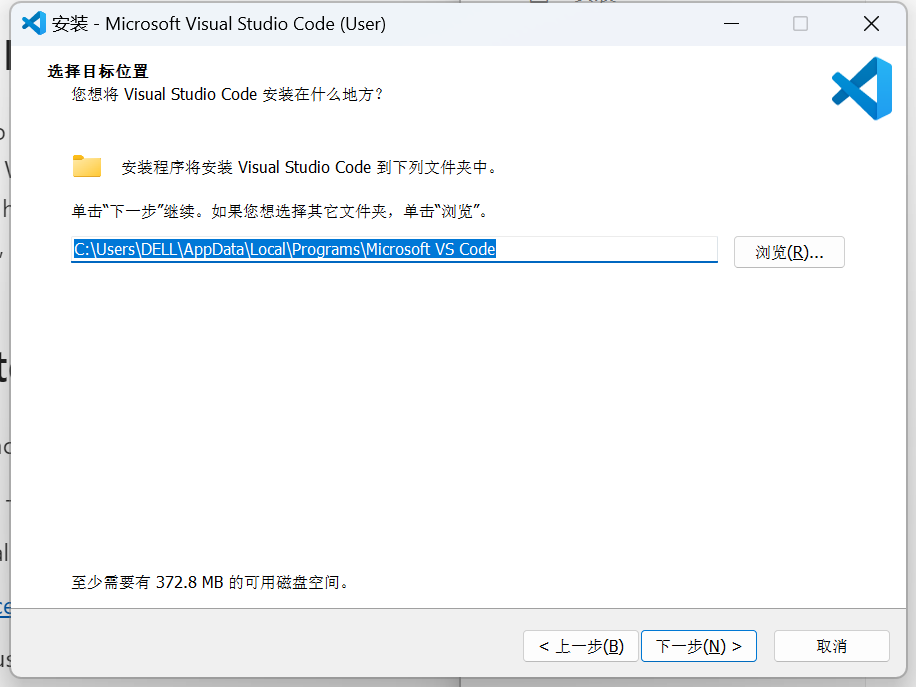 安装 - Microsoft Visual Studio Code (User)
选择目标位置
您想将 Visual Studio Code 安装在什么地方?
安装程序将安装 Visual Studio Code 到下列文件夹中。
单击“下一步”继续。如果您想选择其它文件夹，单击“浏览”。
C:\Users\DELL\AppData\Local\Programs\Microsoft VS Code
浏览(R)...
至少需要有 372.8 MB 的可用磁盘空间。
< 上一步(B)
下一步(N) >
取消